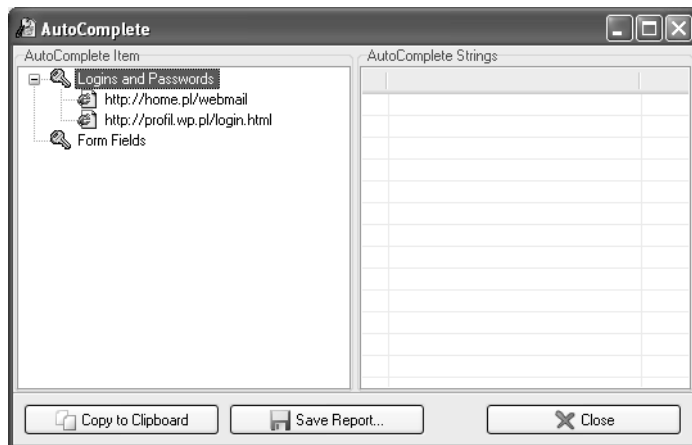 AutoComplete
AutoComplete Item
AutoComplete Strings
Logins and Passwords
http://home.pl/webmail
http://profil.wp.pl/login.html
Form Fields
Copy to Clipboard
Save Report...
Close